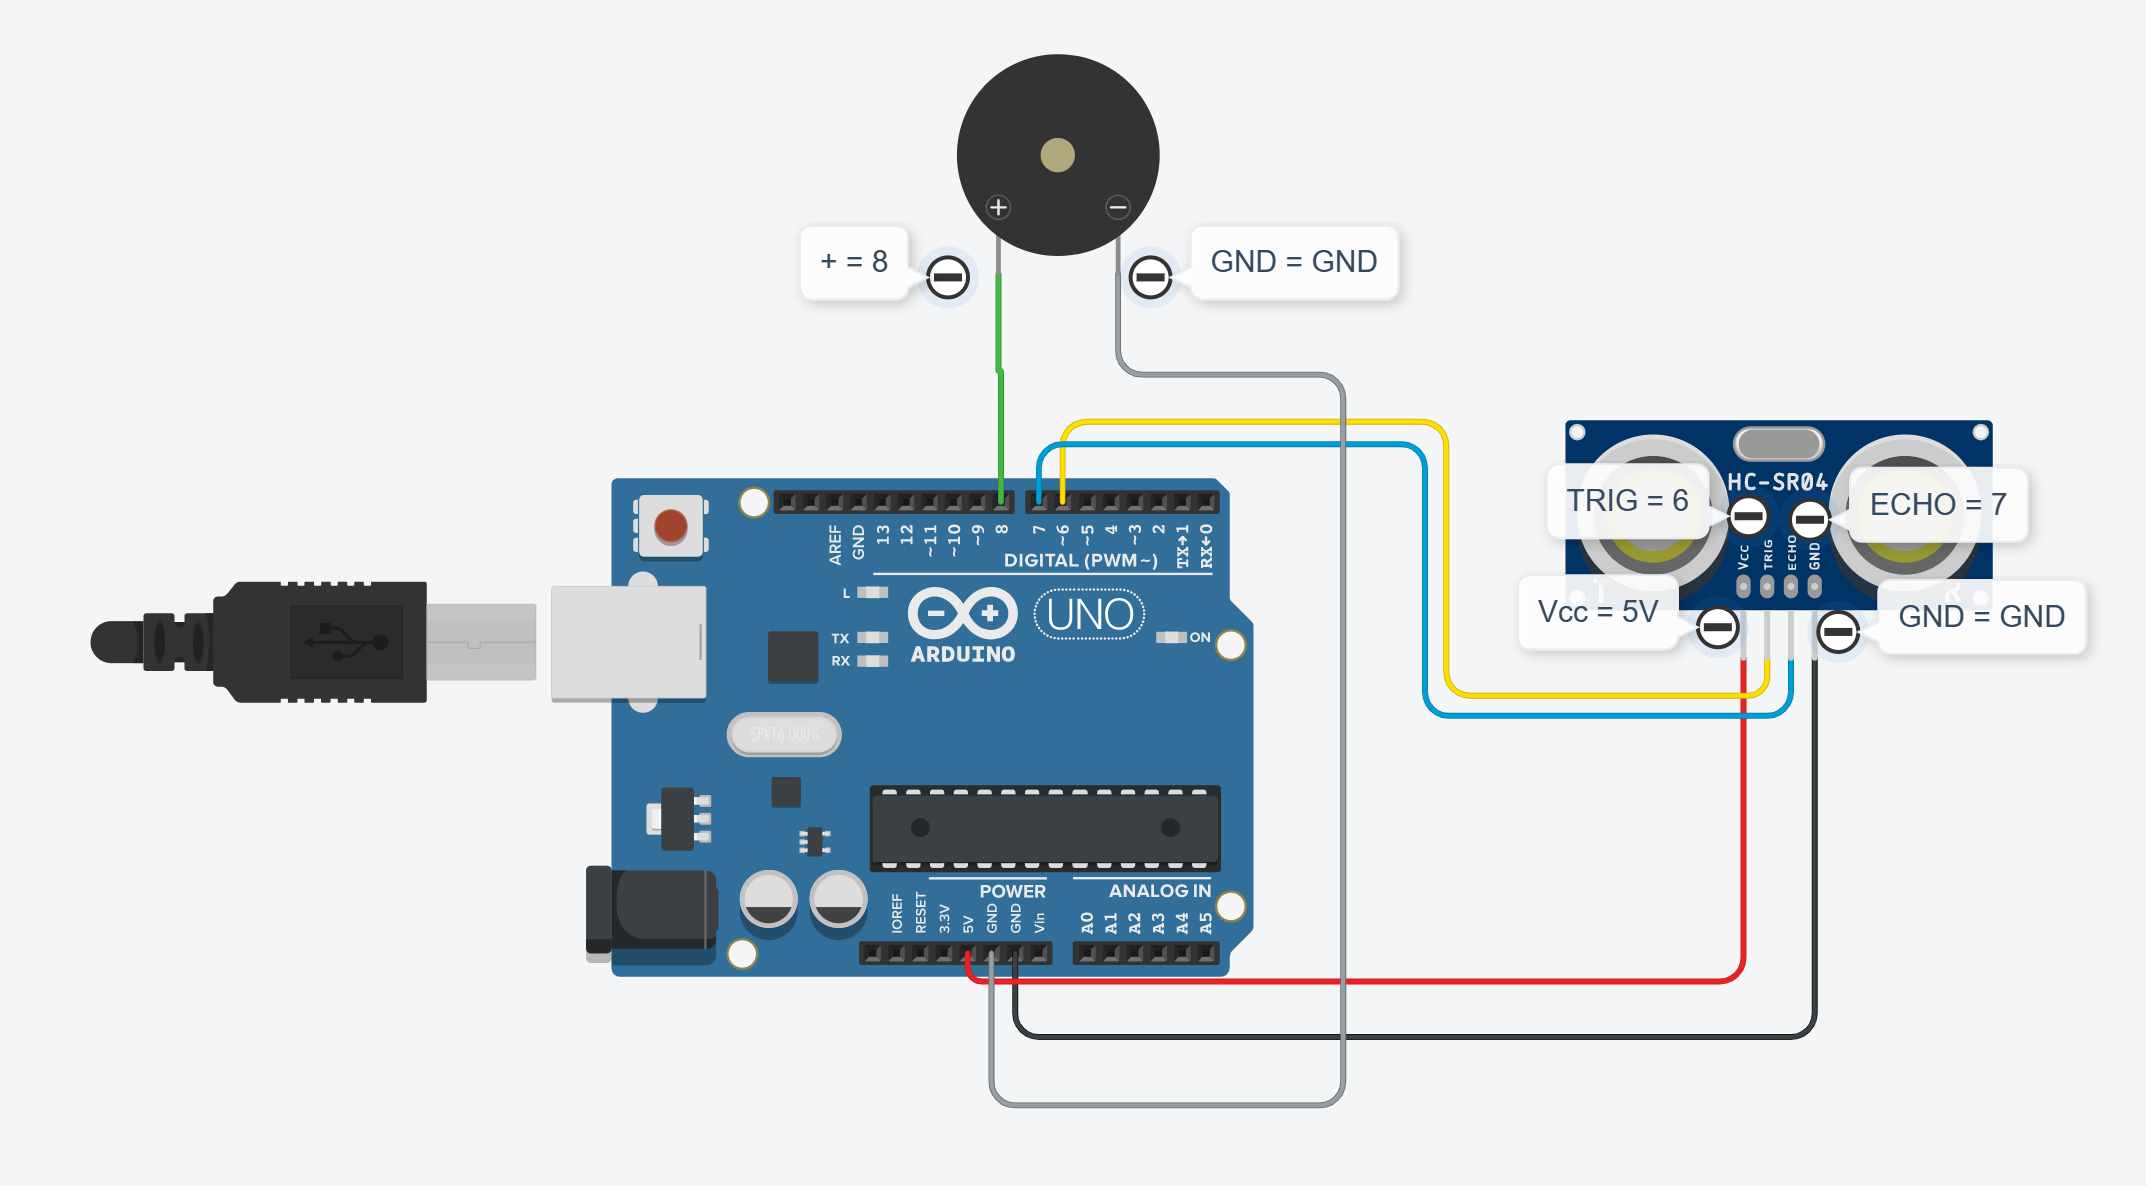 + = 8
GND = GND
HC-SR04
TRIG = 6
ECHO = 7
Vcc
TRIG
ECHO
GND
Vcc = 5V
GND = GND
AREF
GND
13
12
~11
~10
~9
8
7
~6
~5
4
~3
2
TX→1
RX←0
DIGITAL (PWM~)
L
TX
RX
UNO
ON
ARDUINO
SPK16.000G
POWER
ANALOG IN
IOREF
RESET
3.3V
5V
GND
GND
Vin
A0
A1
A2
A3
A4
A5